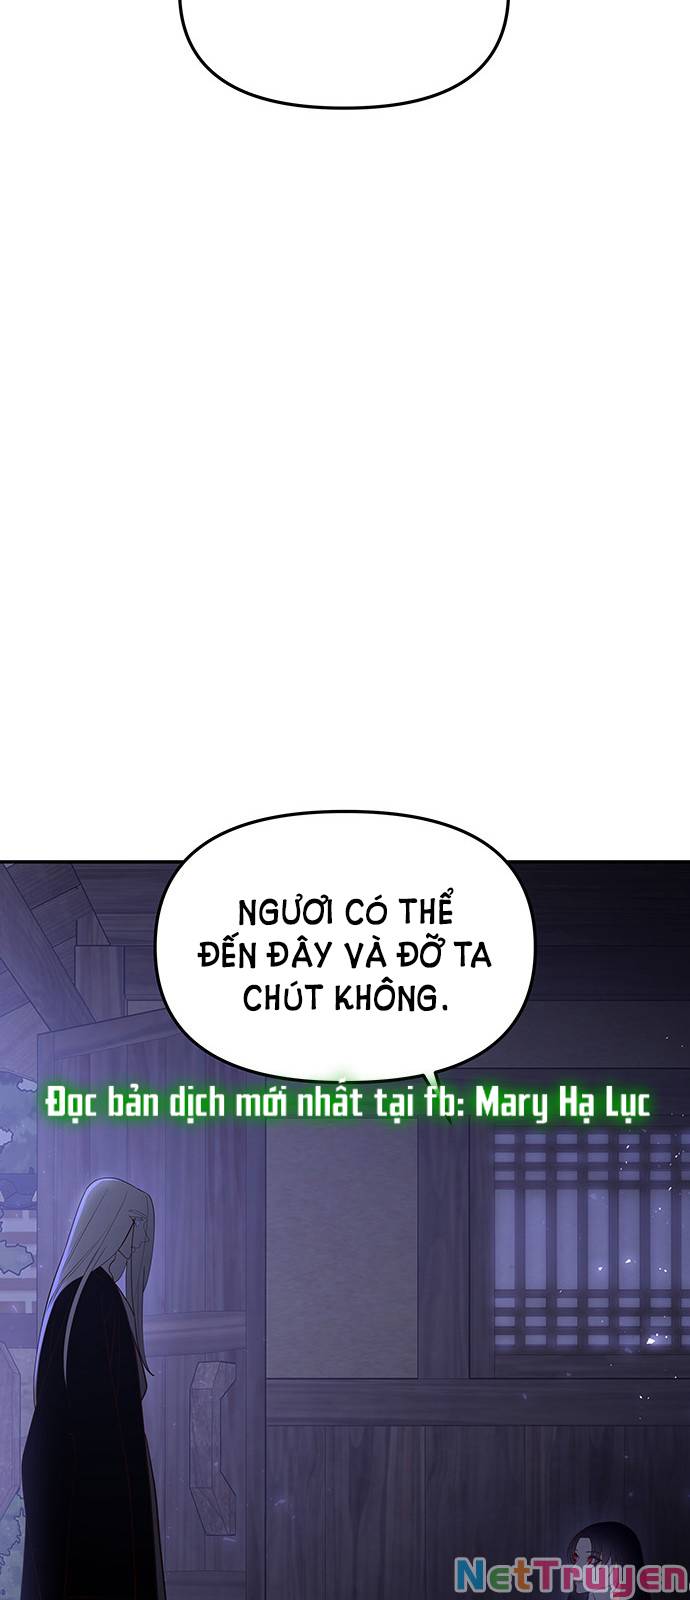 NGƯƠI CÓ THỂ
ĐẾN ĐÂY VÀ ĐỠ TA
CHÚT KHÔNG.
Đọc bản dịch mới nhất tại fb: Mary Hạ Lục
NetTruyen